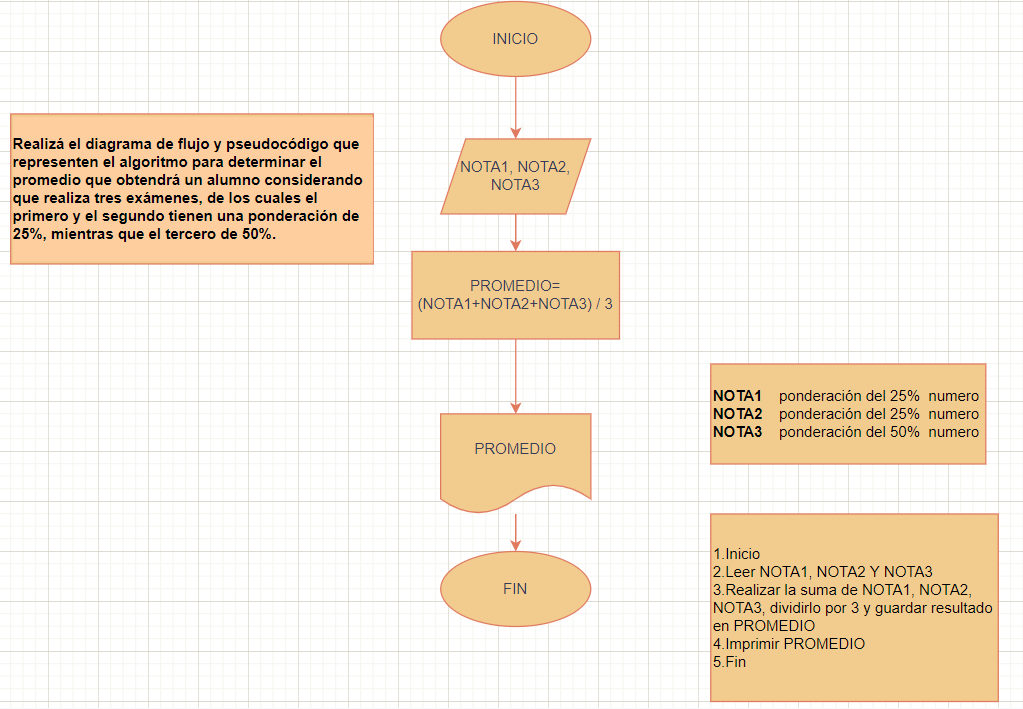 INICIO
Realizá el diagrama de flujo y pseudocódigo que
representen el algoritmo para determinar el
promedio que obtendrá un alumno considerando
que realiza tres exámenes, de los cuales el
primero y el segundo tienen una ponderación de
25%, mientras que el tercero de 50%.
NOTA1, NOTA2,
NOTA3
PROMEDIO=
(NOTA1+NOTA2+NOTA3) / 3
PROMEDIO
FIN
NOTA1 ponderación del 25% numero
NOTA2 ponderación del 25% numero
NOTA3 ponderación del 50% numero
1.Inicio
2.Leer NOTA1, NOTA2 Y NOTA3
3.Realizar la suma de NOTA1, NOTA2,
NOTA3, dividirlo por 3 y guardar resultado
en PROMEDIO
4.Imprimir PROMEDIO
5.Fin